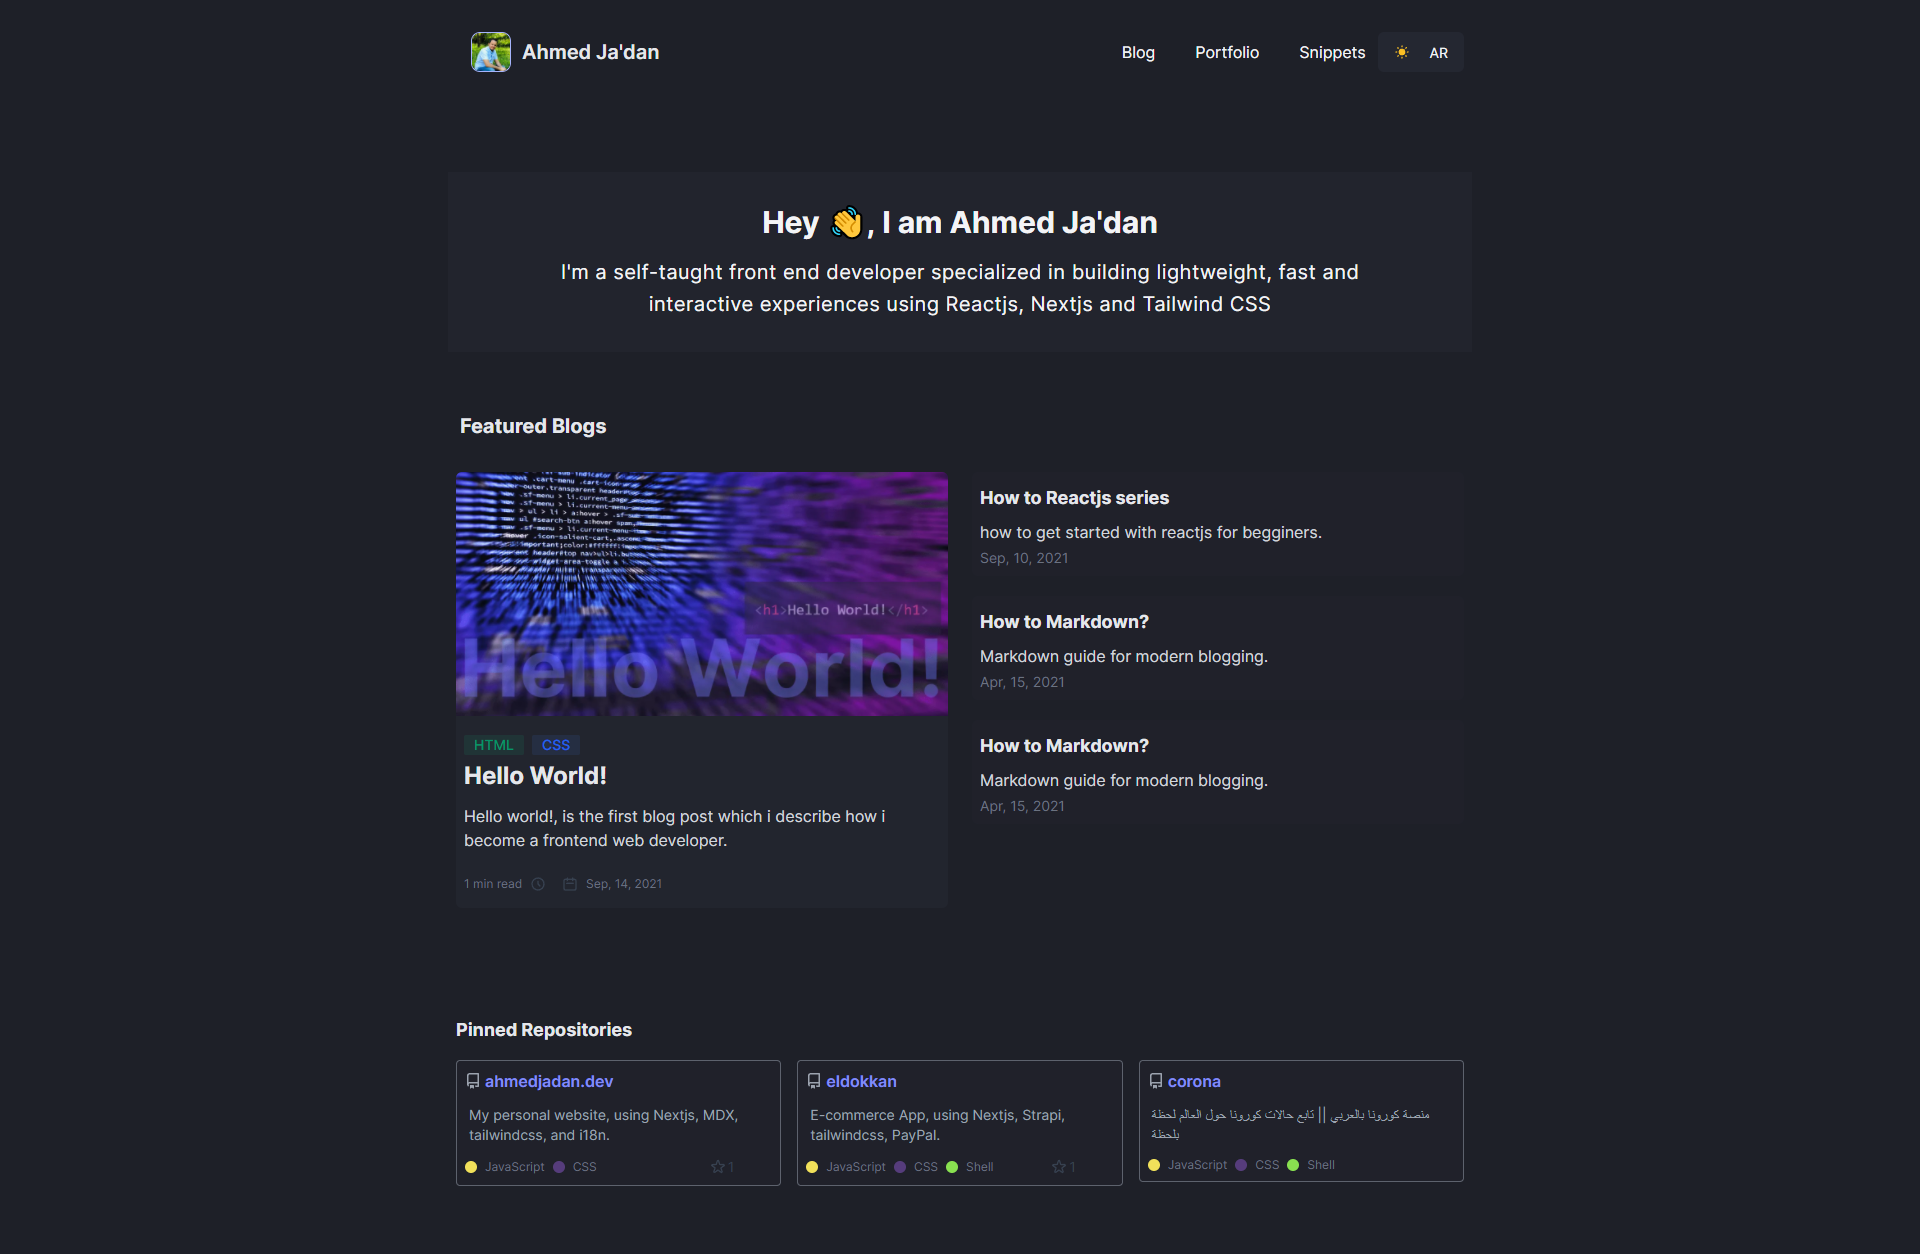 Ahmed Ja'dan
Blog
Portfolio
Snippets
AR
Hey 👋, I am Ahmed Ja'dan
I'm a self-taught front end developer specialized in building lightweight, fast and
interactive experiences using Reactjs, Nextjs and Tailwind CSS
Featured Blogs
<h1>Hello World!</h1>
Hello World!
HTML
CSS
Hello World!
Hello world!, is the first blog post which i describe how i
become a frontend web developer.
1 min read
Sep, 14, 2021
How to Reactjs series
how to get started with reactjs for begginers.
Sep, 10, 2021
How to Markdown?
Markdown guide for modern blogging.
Apr, 15, 2021
How to Markdown?
Markdown guide for modern blogging.
Apr, 15, 2021
Pinned Repositories
ahmedjadan.dev
My personal website, using Nextjs, MDX,
tailwindcss, and i18n.
JavaScript CSS
1
eldokkan
E-commerce App, using Nextjs, Strapi,
tailwindcss, PayPal.
JavaScript CSS Shell
1
corona
منصة كورونا بالعربي || تابع حالات كورونا حول العالم لحظة
بلحظة
JavaScript CSS Shell